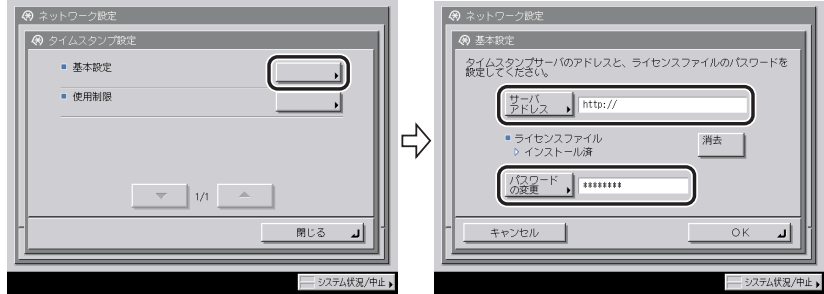 ネットワーク設定
タイムスタンプ設定
基本設定
使用制限
1/1
閉じる
システム状況/中止
ネットワーク設定
基本設定
タイムスタンプサーバのアドレスと、ライセンスファイルのパスワードを
設定してください。
サーバ
アドレス
http://
ライセンスファイル
インストール済
消去
パスワード
の変更
********
キャンセル
OK
システム状況/中止